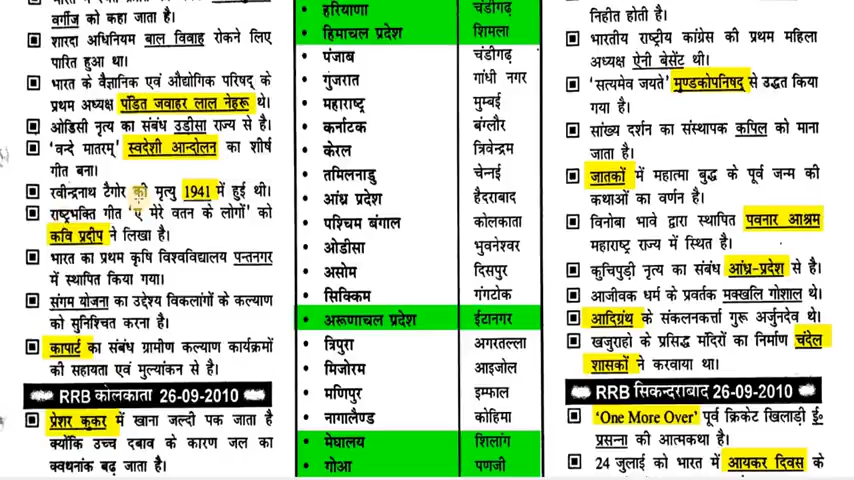 वर्गीज को कहा जाता है।
शारदा अधिनियम बाल विवाह रोकने लिए
पारित हुआ था।
भारत के वैज्ञानिक एवं औद्योगिक परिषद् के
प्रथम अध्यक्ष पंडित जवाहर लाल नेहरू थे।
ओडिसी नृत्य का संबंध उड़ीसा राज्य से है।
'वन्दे मातरम्' स्वदेशी आन्दोलन का शीर्ष
गीत बना।
रवीन्द्रनाथ टैगोर की मृत्यु 1941 में हुई थी।
राष्ट्रभक्ति गीत 'ऐ मेरे वतन के लोगों' को
कवि प्रदीप ने लिखा है।
भारत का प्रथम कृषि विश्वविद्यालय पन्तनगर
में स्थापित किया गया।
संगम योजना का उद्देश्य विकलांगों के कल्याण
को सुनिश्चित करना है।
कापार्ट का संबंध ग्रामीण कल्याण कार्यक्रमों
की सहायता एवं मुल्यांकन से है।
RRB कोलकाता 26-09-2010
प्रेशर कुकर में खाना जल्दी पक जाता है
क्योंकि उच्च दबाव के कारण जल का
क्वथनांक बढ़ जाता है।
हरियाणा चंडीगढ़
हिमाचल प्रदेश शिमला
पंजाब चंडीगढ़
गुजरात गांधी नगर
महाराष्ट्र मुम्बई
कर्नाटक बंग्लौर
केरल त्रिवेन्द्रम
तमिलनाडु चेन्नई
आंध्र प्रदेश हैदराबाद
पश्चिम बंगाल कोलकाता
ओडीसा भुवनेश्वर
असोम दिसपुर
सिक्किम गंगटोक
अरूणाचल प्रदेश ईटानगर
त्रिपुरा अगरतल्ला
मिजोरम आइजोल
मणिपुर इम्फाल
नागालैण्ड कोहिमा
मेघालय शिलांग
गोआ पणजी
निहीत होती है।
भारतीय राष्ट्रीय कांग्रेस की प्रथम महिला
अध्यक्ष ऐनी बेसेंट थी।
"सत्यमेव जयते' मुण्डकोपनिषद् से उद्धत किया
गया है।
सांख्य दर्शन का संस्थापक कपिल को माना
जाता है।
जातकों में महात्मा बुद्ध के पूर्व जन्म की
कथाओं का वर्णन है।
विनोबा भावे द्वारा स्थापित पवनार आश्रम
महाराष्ट्र राज्य में स्थित है।
कुचिपुड़ी नृत्य का संबंध आंध्र-प्रदेश से है।
आजीवक धर्म के प्रवर्तक मक्खलि गोशाल थे।
आदिग्रंथ के संकलनकर्त्ता गुरू अर्जुनदेव थे।
खजुराहो के प्रसिद्ध मंदिरों का निर्माण चंदेल
शासकों ने करवाया था।
RRB सिकन्दराबाद 26-09-2010
'One More Over' पूर्व क्रिकेट खिलाड़ी ई॰
प्रसन्ना की आत्मकथा है।
24 जुलाई को भारत में आयकर दिवस के